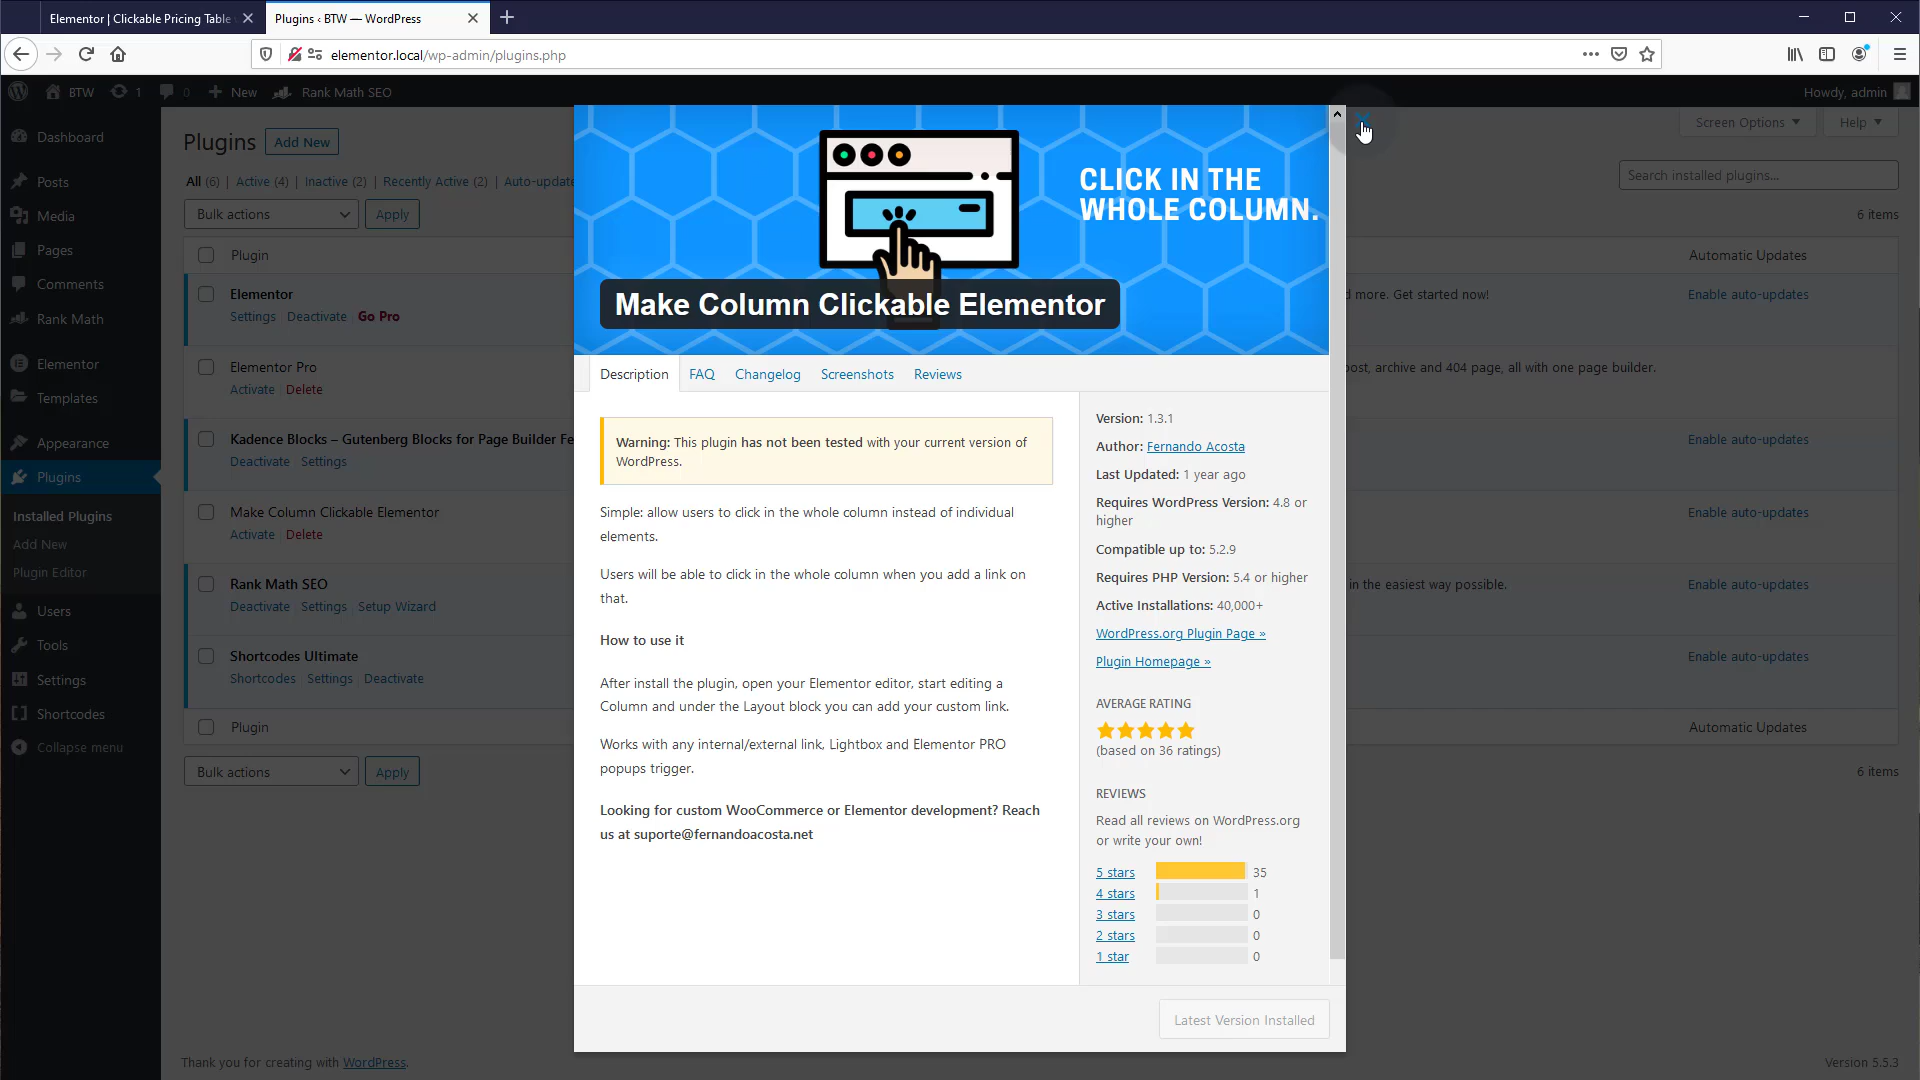 Elementor | Clickable Pricing Table
Plugins ‹ BTW — WordPress
elementor.local/wp-admin/plugins.php
BTW
1
0
New
Rank Math SEO
Howdy, admin
Dashboard
Posts
Media
Pages
Comments
Rank Math
Elementor
Templates
Appearance
Plugins
Installed Plugins
Add New
Plugin Editor
Users
Tools
Settings
Shortcodes
Collapse menu
Plugins
Add New
Screen Options
Help
All (6) | Active (4) | Inactive (2) | Recently Active (2) | Auto-update
Search installed plugins...
Bulk actions
Apply
6 items
Plugin
Automatic Updates
Elementor
d more. Get started now!
Enable auto-updates
Settings | Deactivate | Go Pro
Elementor Pro
ost, archive and 404 page, all with one page builder.
Activate | Delete
Kadence Blocks – Gutenberg Blocks for Page Builder Fe
Enable auto-updates
Deactivate | Settings
Make Column Clickable Elementor
Enable auto-updates
Activate | Delete
Rank Math SEO
in the easiest way possible.
Enable auto-updates
Deactivate | Settings | Setup Wizard
Shortcodes Ultimate
Enable auto-updates
Shortcodes | Settings | Deactivate
Plugin
Automatic Updates
Bulk actions
Apply
6 items
Thank you for creating with WordPress.
Version 5.5.3
CLICK IN THE
WHOLE COLUMN.
Make Column Clickable Elementor
Description
FAQ
Changelog
Screenshots
Reviews
Warning: This plugin has not been tested with your current version of
WordPress.
Simple: allow users to click in the whole column instead of individual
elements.
Users will be able to click in the whole column when you add a link on
that.
How to use it
After install the plugin, open your Elementor editor, start editing a
Column and under the Layout block you can add your custom link.
Works with any internal/external link, Lightbox and Elementor PRO
popups trigger.
Looking for custom WooCommerce or Elementor development? Reach
us at suporte@fernandoacosta.net
Version: 1.3.1
Author: Fernando Acosta
Last Updated: 1 year ago
Requires WordPress Version: 4.8 or
higher
Compatible up to: 5.2.9
Requires PHP Version: 5.4 or higher
Active Installations: 40,000+
WordPress.org Plugin Page »
Plugin Homepage »
AVERAGE RATING
(based on 36 ratings)
REVIEWS
Read all reviews on WordPress.org
or write your own!
5 stars 35
4 stars 1
3 stars 0
2 stars 0
1 star 0
Latest Version Installed